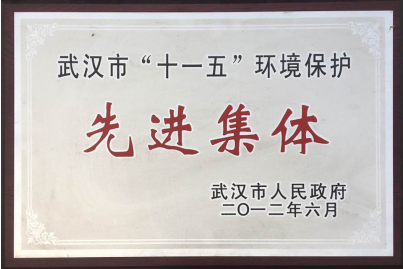 武汉市“十一五”环境保护
先进集体
武汉市人民政府
二〇一二年六月